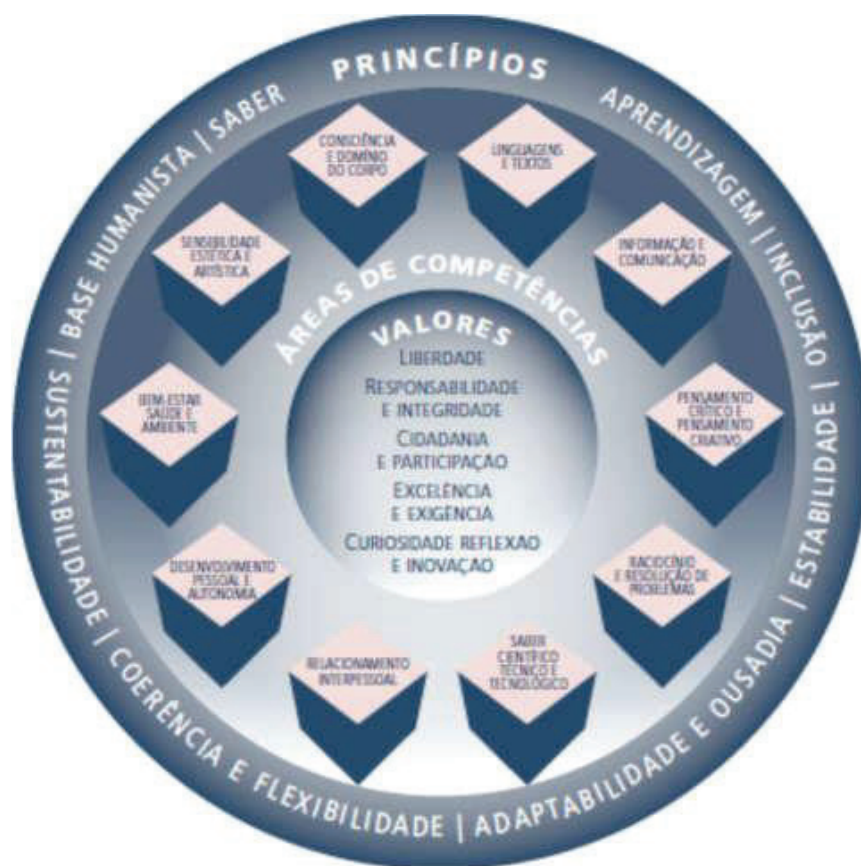 PRINCÍPIOS
BASE HUMANISTA | SABER
APRENDIZAGEM | INCLUSÃO |
ESTABILIDADE |
ADAPTABILIDADE E OUSADIA |
COERÊNCIA E FLEXIBILIDADE |
SUSTENTABILIDADE |
ÁREAS DE COMPETÊNCIAS
CONSCIÊNCIA
E DOMÍNIO
DO CORPO
LINGUAGENS
E TEXTOS
INFORMAÇÃO E
COMUNICAÇÃO
PENSAMENTO
CRÍTICO E
PENSAMENTO
CRIATIVO
RACIOCÍNIO
E RESOLUÇÃO DE
PROBLEMAS
SABER
CIENTÍFICO
TÉCNICO E
TECNOLÓGICO
RELACIONAMENTO
INTERPESSOAL
DESENVOLVIMENTO
PESSOAL E
AUTONOMIA
BEM-ESTAR
SAÚDE E
AMBIENTE
SENSIBILIDADE
ESTÉTICA E
ARTÍSTICA
VALORES
LIBERDADE
RESPONSABILIDADE
E INTEGRIDADE
CIDADANIA
E PARTICIPAÇÃO
EXCELÊNCIA
E EXIGÊNCIA
CURIOSIDADE REFLEXÃO
E INOVAÇÃO